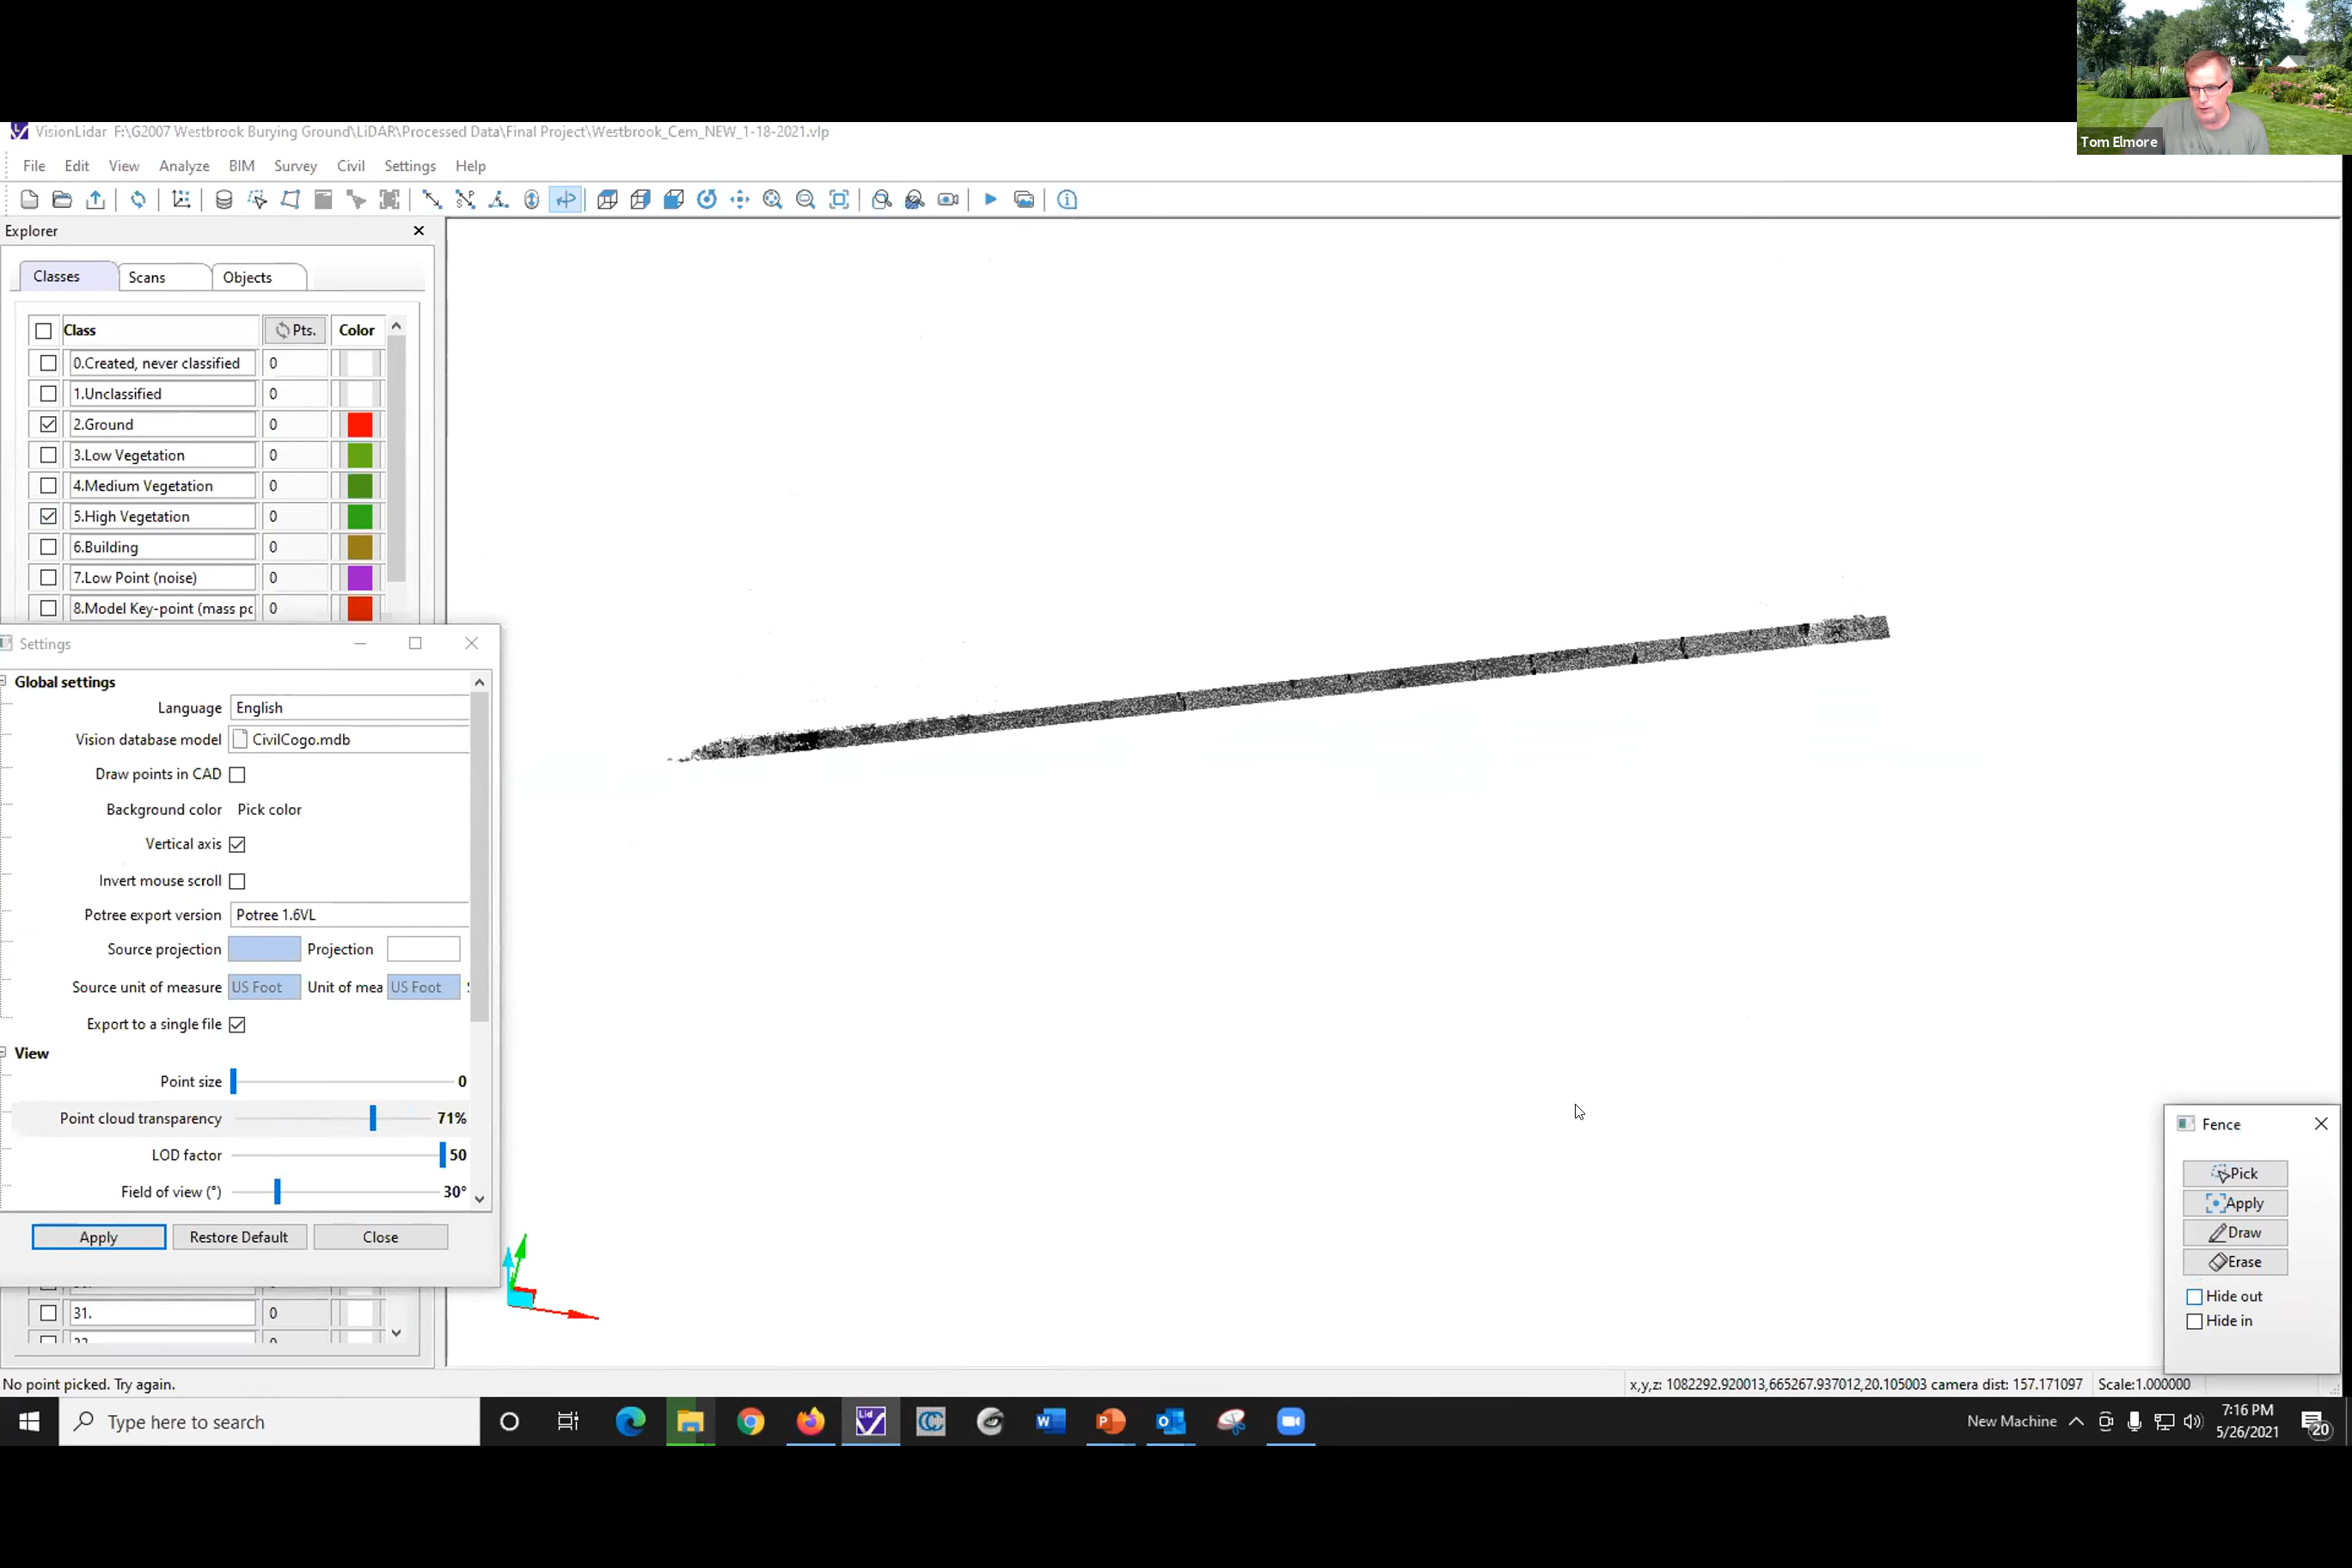 Tom Elmore
VisionLidar F:\G2007 Westbrook Burying Ground\LiDAR\Processed Data\Final Project\Westbrook_Cem_NEW_1-18-2021.vlp
File Edit View Analyze BIM Survey Civil Settings Help
Explorer
Classes Scans Objects
Class Pts. Color
0.Created, never classified 0
1.Unclassified 0
2.Ground 0
3.Low Vegetation 0
4.Medium Vegetation 0
5.High Vegetation 0
6.Building 0
7.Low Point (noise) 0
8.Model Key-point (mass pc 0
Settings
Global settings
Language English
Vision database model CivilCogo.mdb
Draw points in CAD
Background color Pick color
Vertical axis
Invert mouse scroll
Potree export version Potree 1.6VL
Source projection Projection
Source unit of measure US Foot Unit of mea US Foot
Export to a single file
View
Point size 0
Point cloud transparency 71%
LOD factor 50
Field of view (°) 30°
Apply Restore Default Close
31. 0
Fence
Pick
Apply
Draw
Erase
Hide out
Hide in
No point picked. Try again.
x,y,z: 1082292.920013,665267.937012,20.105003 camera dist: 157.171097 Scale:1.000000
Type here to search
Lid
New Machine
7:16 PM
5/26/2021
20